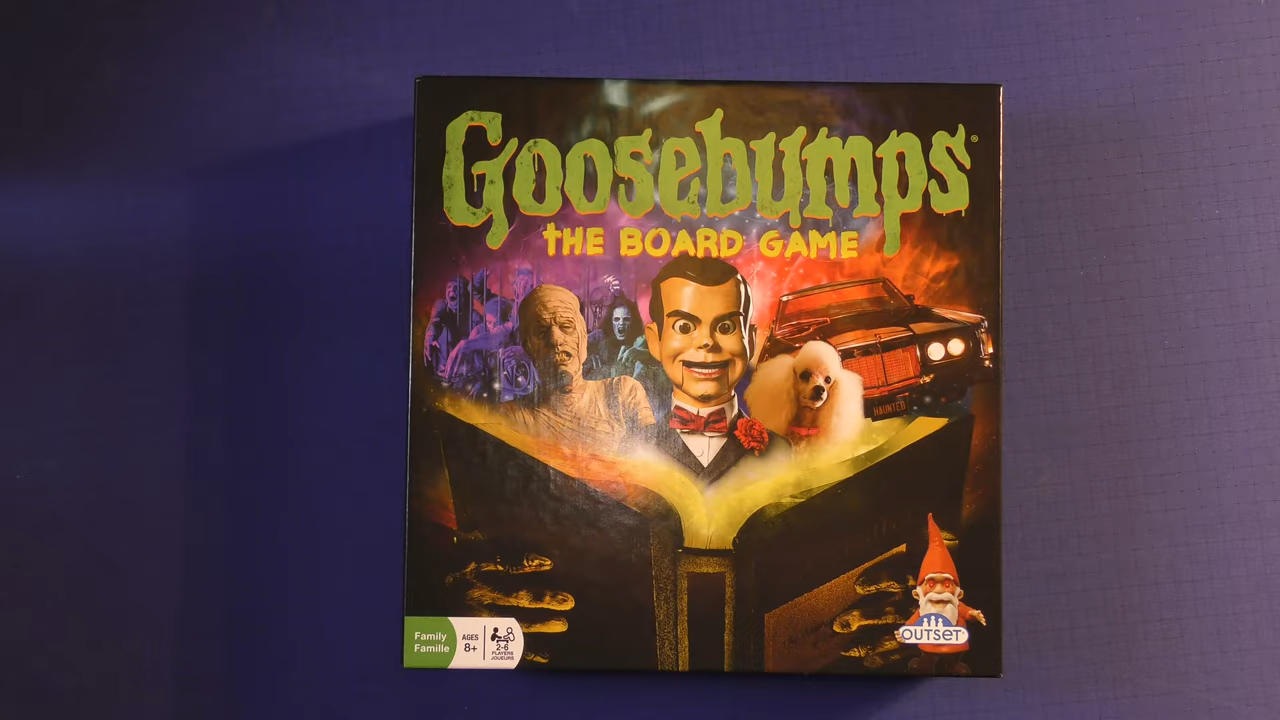 Goosebumps®
THE BOARD GAME
HAUNTED
Family
Famille
AGES
8+
2-6
PLAYERS
JOUEURS
OUTSET